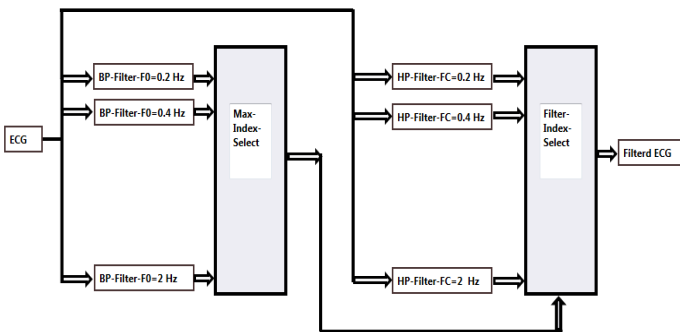 BP-Filter-F0=0.2 Hz
HP-Filter-FC=0.2 Hz
BP-Filter-F0=0.4 Hz
Max-
Index-
Select
HP-Filter-FC=0.4 Hz
Filter-
Index-
Select
ECG
Filterd ECG
BP-Filter-F0=2 Hz
HP-Filter-FC=2 Hz